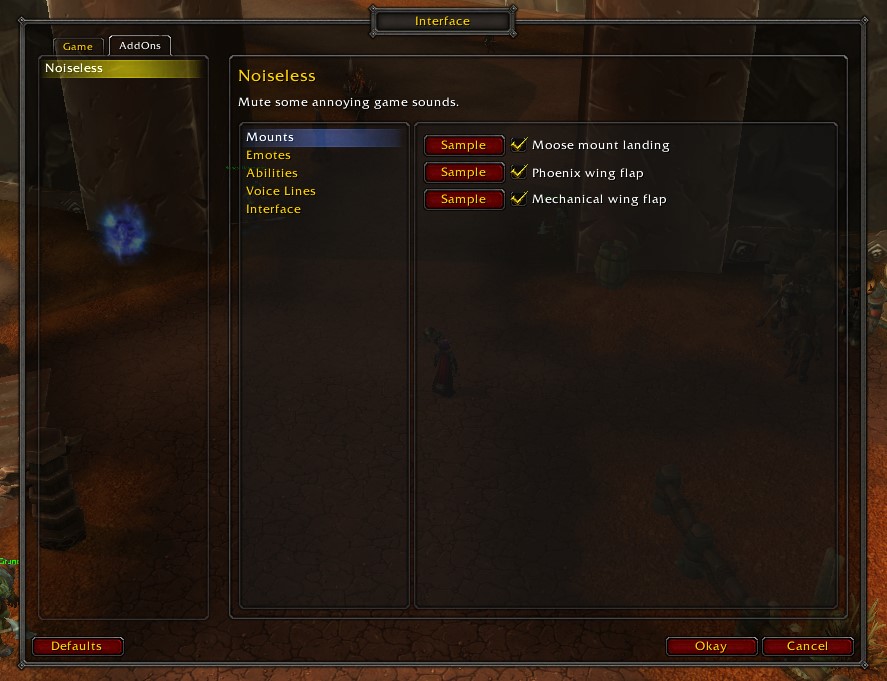 Interface
Game
AddOns
Noiseless
Noiseless
Mute some annoying game sounds.
Mounts
Emotes
Abilities
Voice Lines
Interface
Sample
Moose mount landing
Sample
Phoenix wing flap
Sample
Mechanical wing flap
Defaults
Okay
Cancel